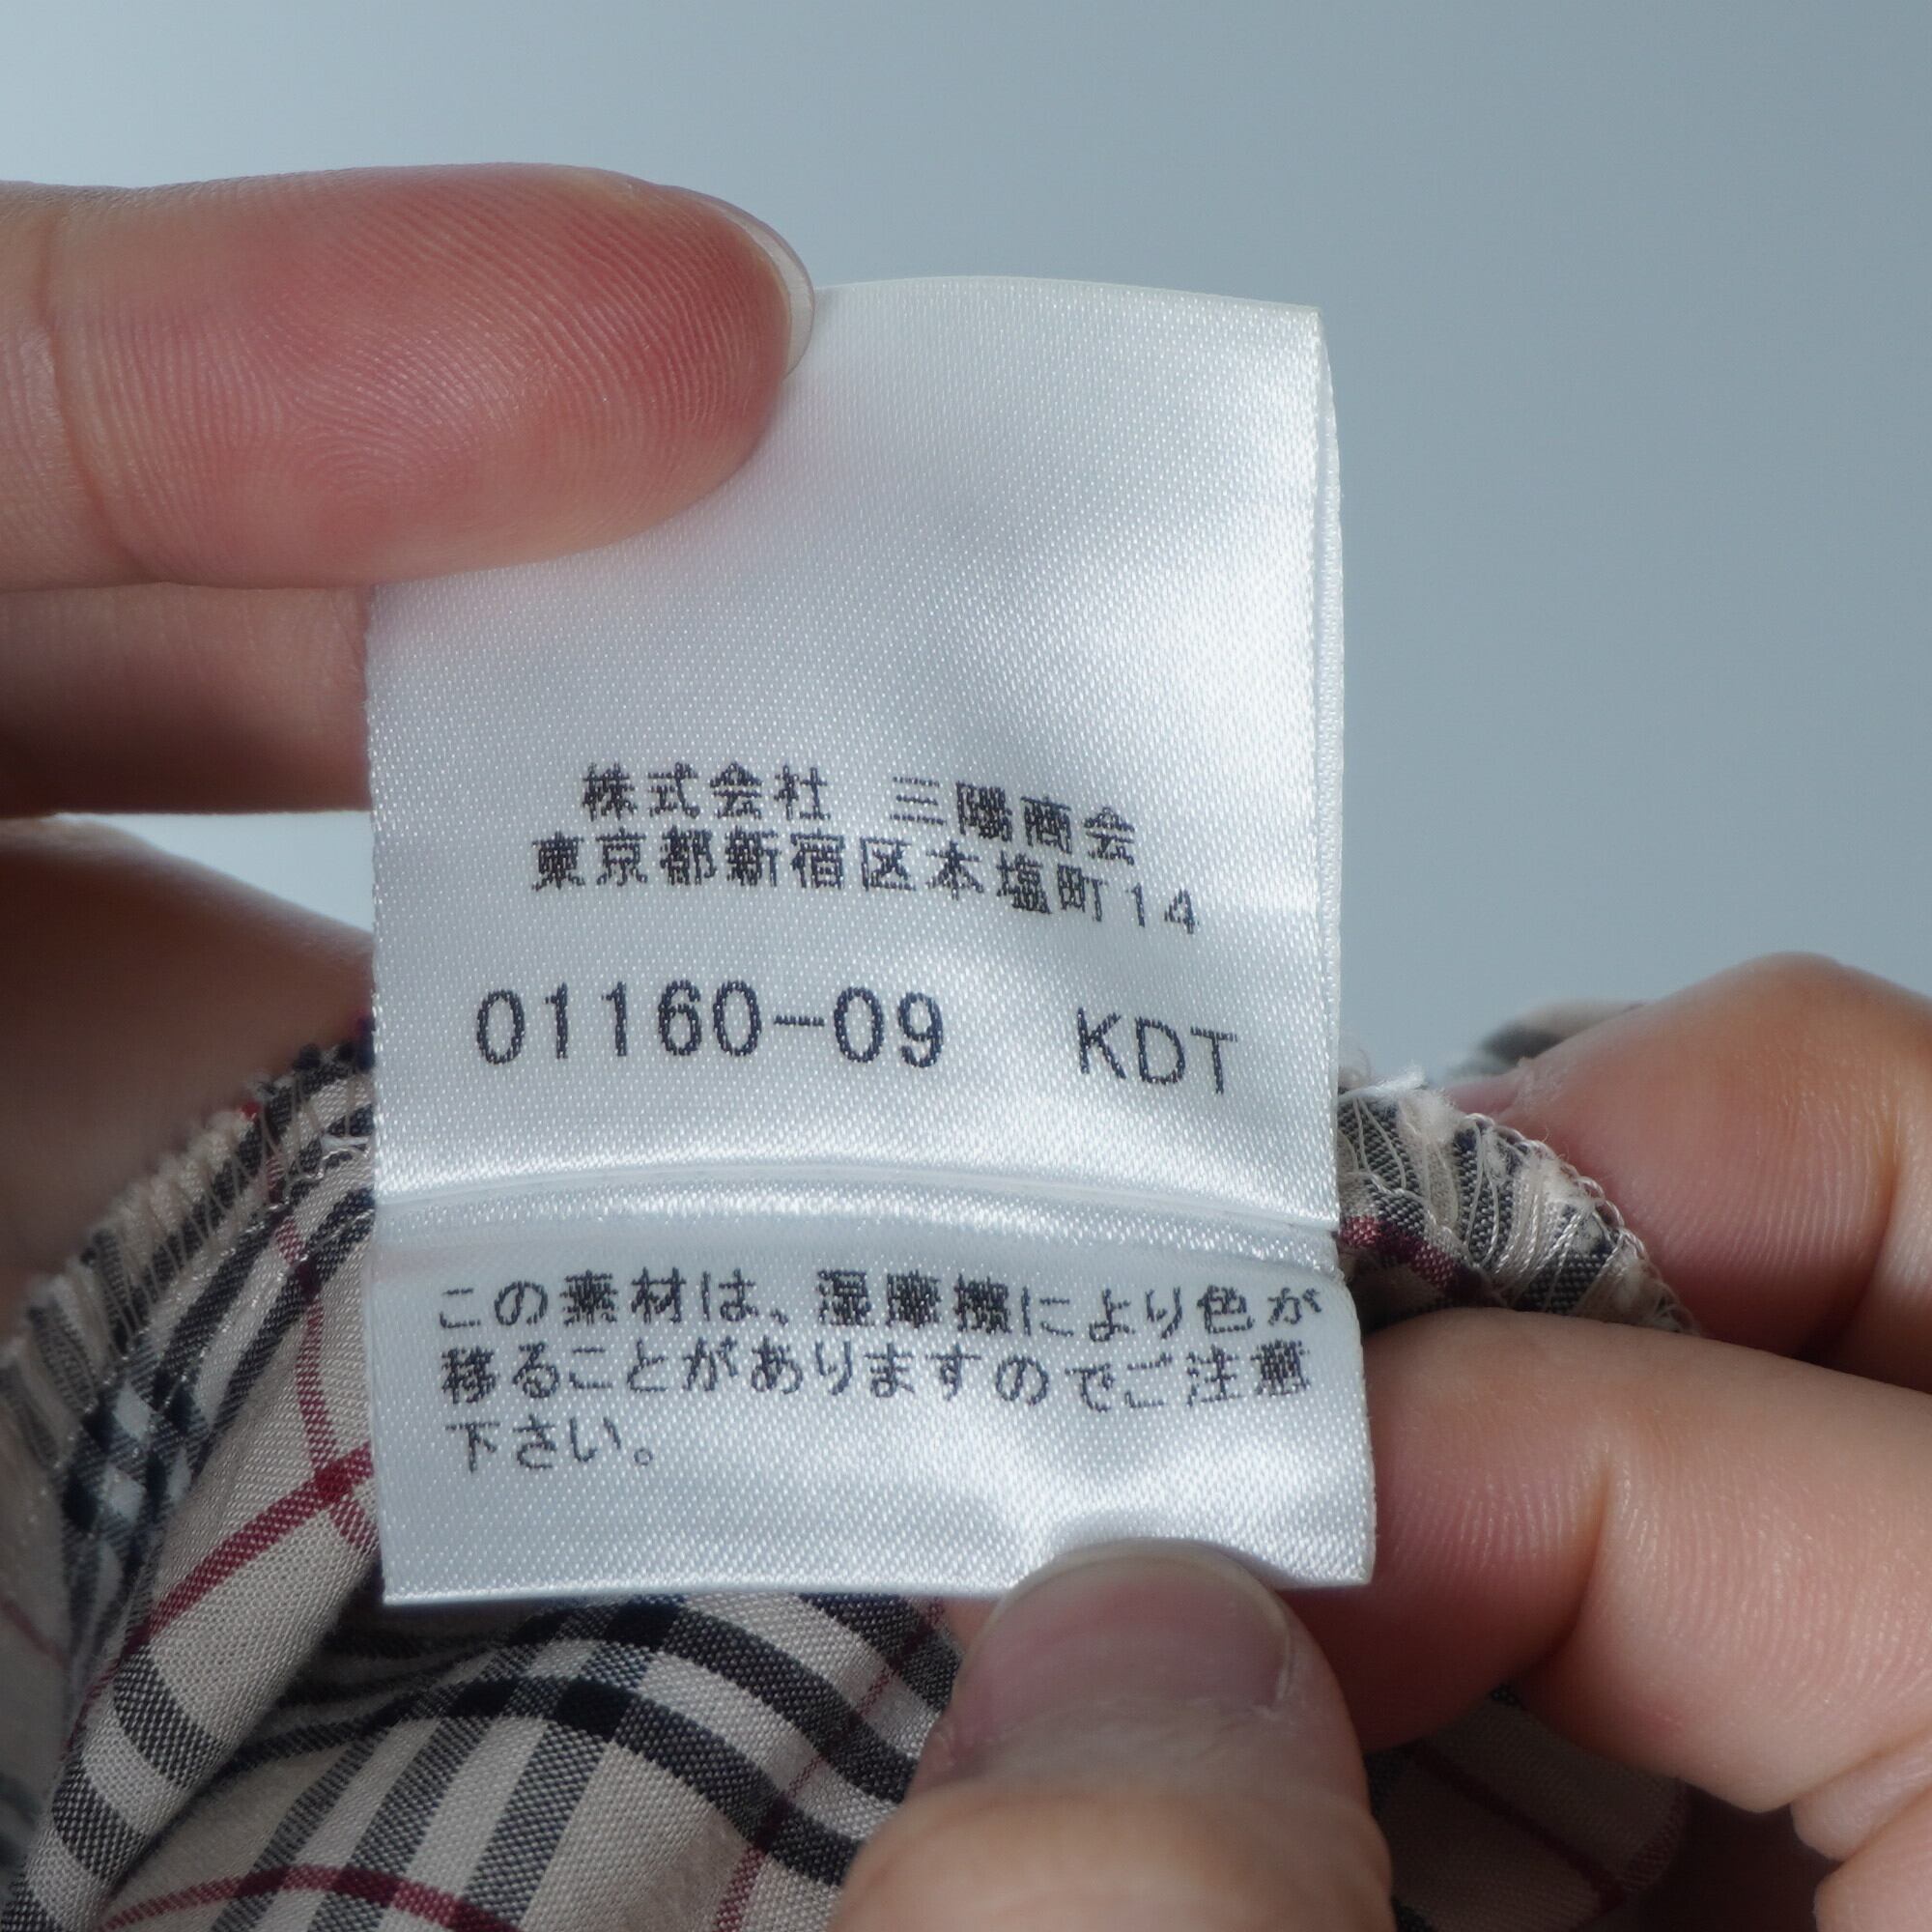 株式会社　三陽商会
東京都新宿区本塩町14
01160-09　KDT
この素材は、湿摩擦により色が
移ることがありますのでご注意
下さい。